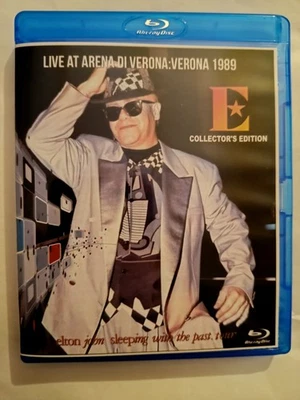 Blu-ray Disc
LIVE AT ARENA DI VERONA:VERONA 1989
E
COLLECTOR'S EDITION
elton john sleeping with the past tour
Blu-ray Disc